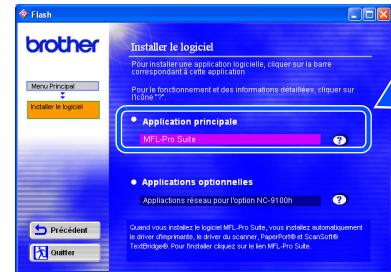 Flash
brother
Installer le logiciel
Pour installer une application logicielle, cliquer sur la barre
correspondant à cette application
Pour le fonctionnement et des informations détaillées, cliquer sur
l'icône "?".
Menu Principal
Installer le logiciel
Application principale
MFL-Pro Suite
?
Applications optionnelles
Applactions réseau pour l'option NC-9100h
?
Quand vous installez le logiciel MFL-Pro Suite, vous installez automatiquement
le driver d'imprimante, le driver du scanner, PaperPort® et ScanSoft®
TextBridge®. Pour l'installer cliquez sur le lien MFL-Pro Suite.
Précédent
Quitter